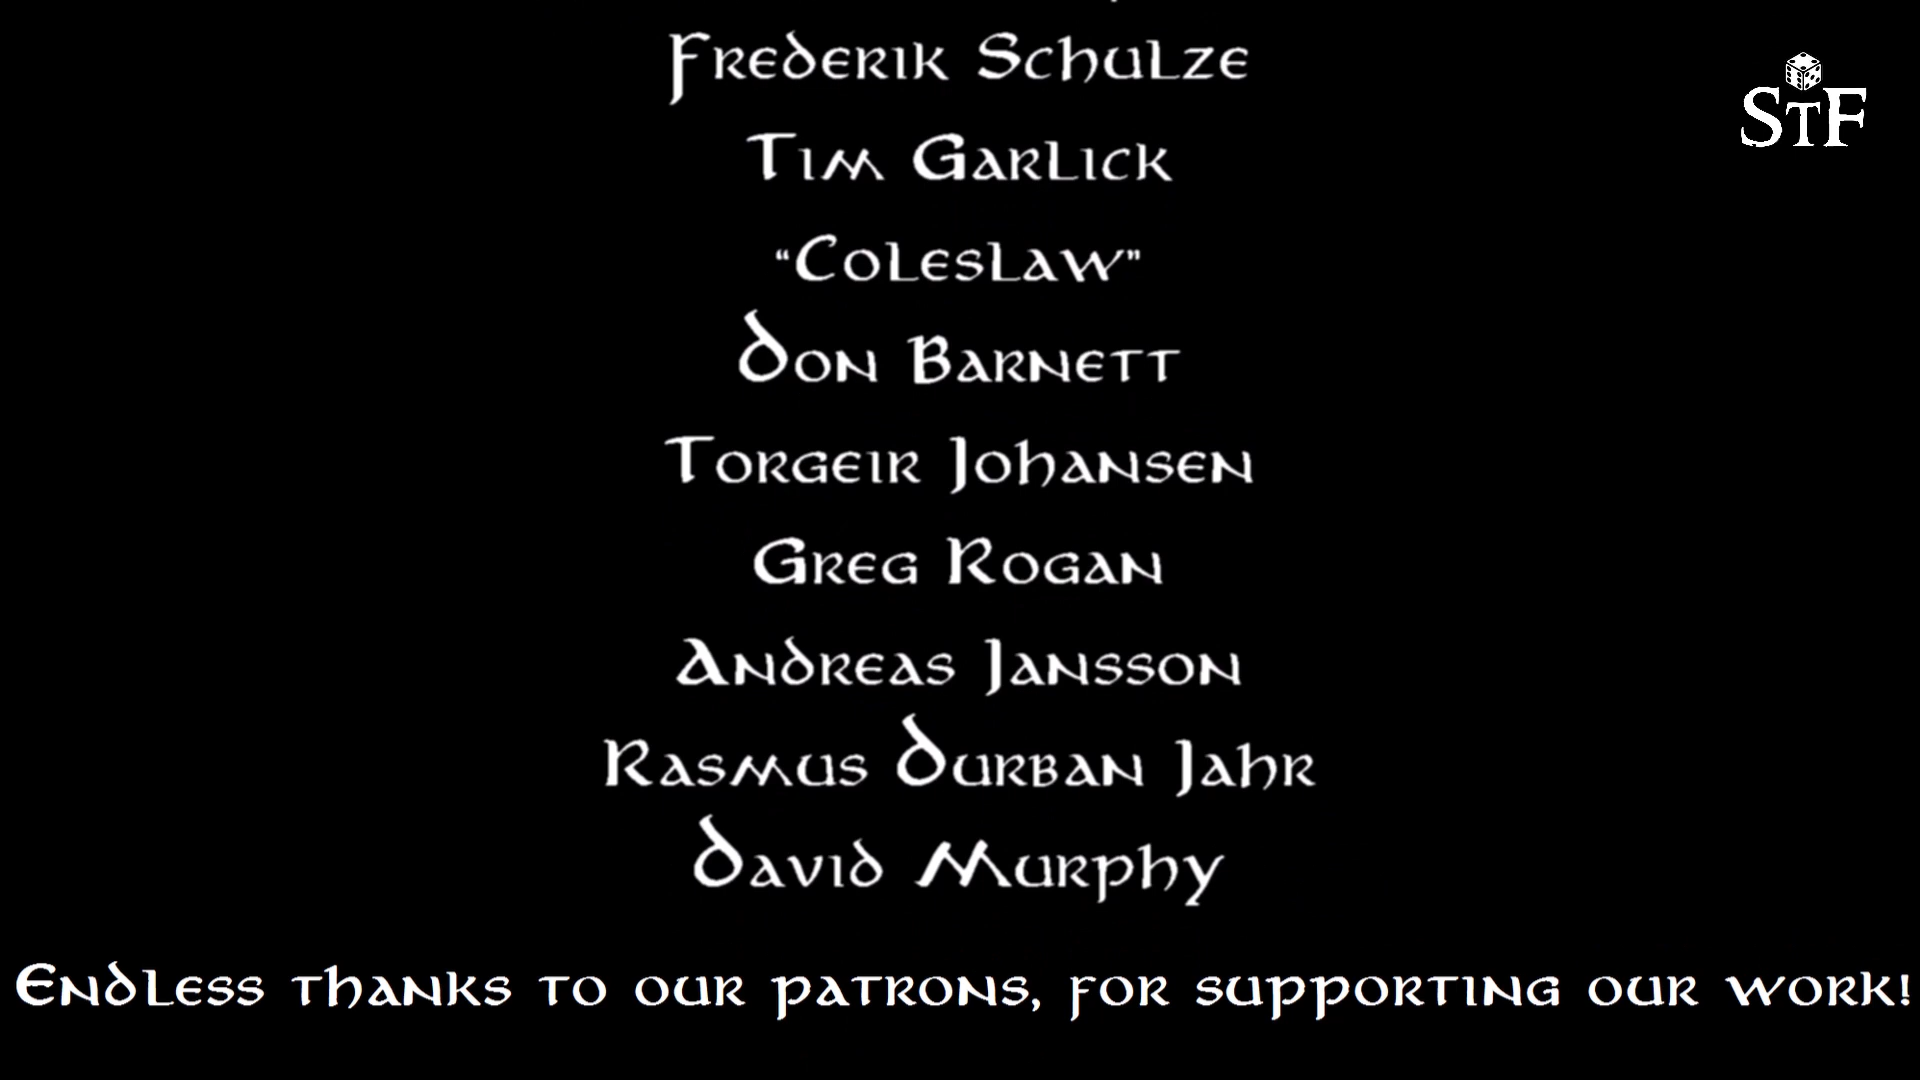 Frederik Schulze
StF
Tim Garlick
“Coleslaw”
Don Barnett
Torgeir Johansen
Greg Rogan
Andreas Jansson
Rasmus Durban Jahr
David Murphy
Endless thanks to our patrons, for supporting our work!